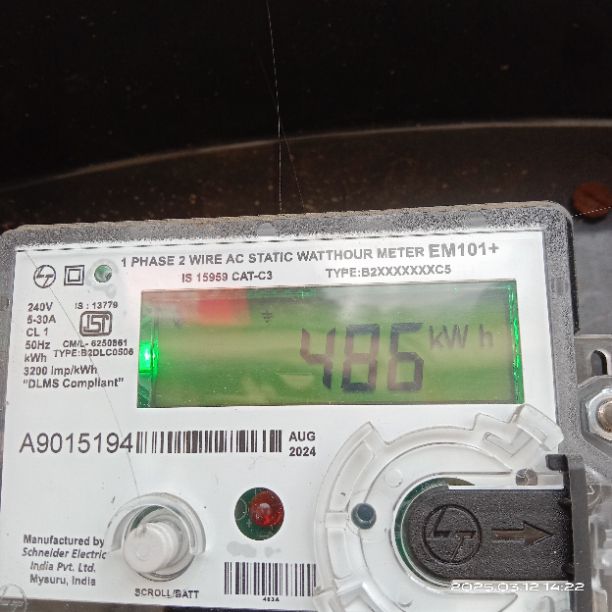 1 PHASE 2 WIRE AC STATIC WATTHOUR METER EM101+
IS 15959 CAT-C3 TYPE:B2XXXXXXXC5
240V IS : 13779
5-30A
CL 1
50Hz CM/L- 6250861
kWh TYPE:B2DLC0S06
3200 imp/kWh
"DLMS Compliant"
486 kWh
A9015194
AUG
2024
Manufactured by
Schneider Electric
India Pvt. Ltd.
Mysuru, India
SCROLL/BATT
2025.03.12 14:22